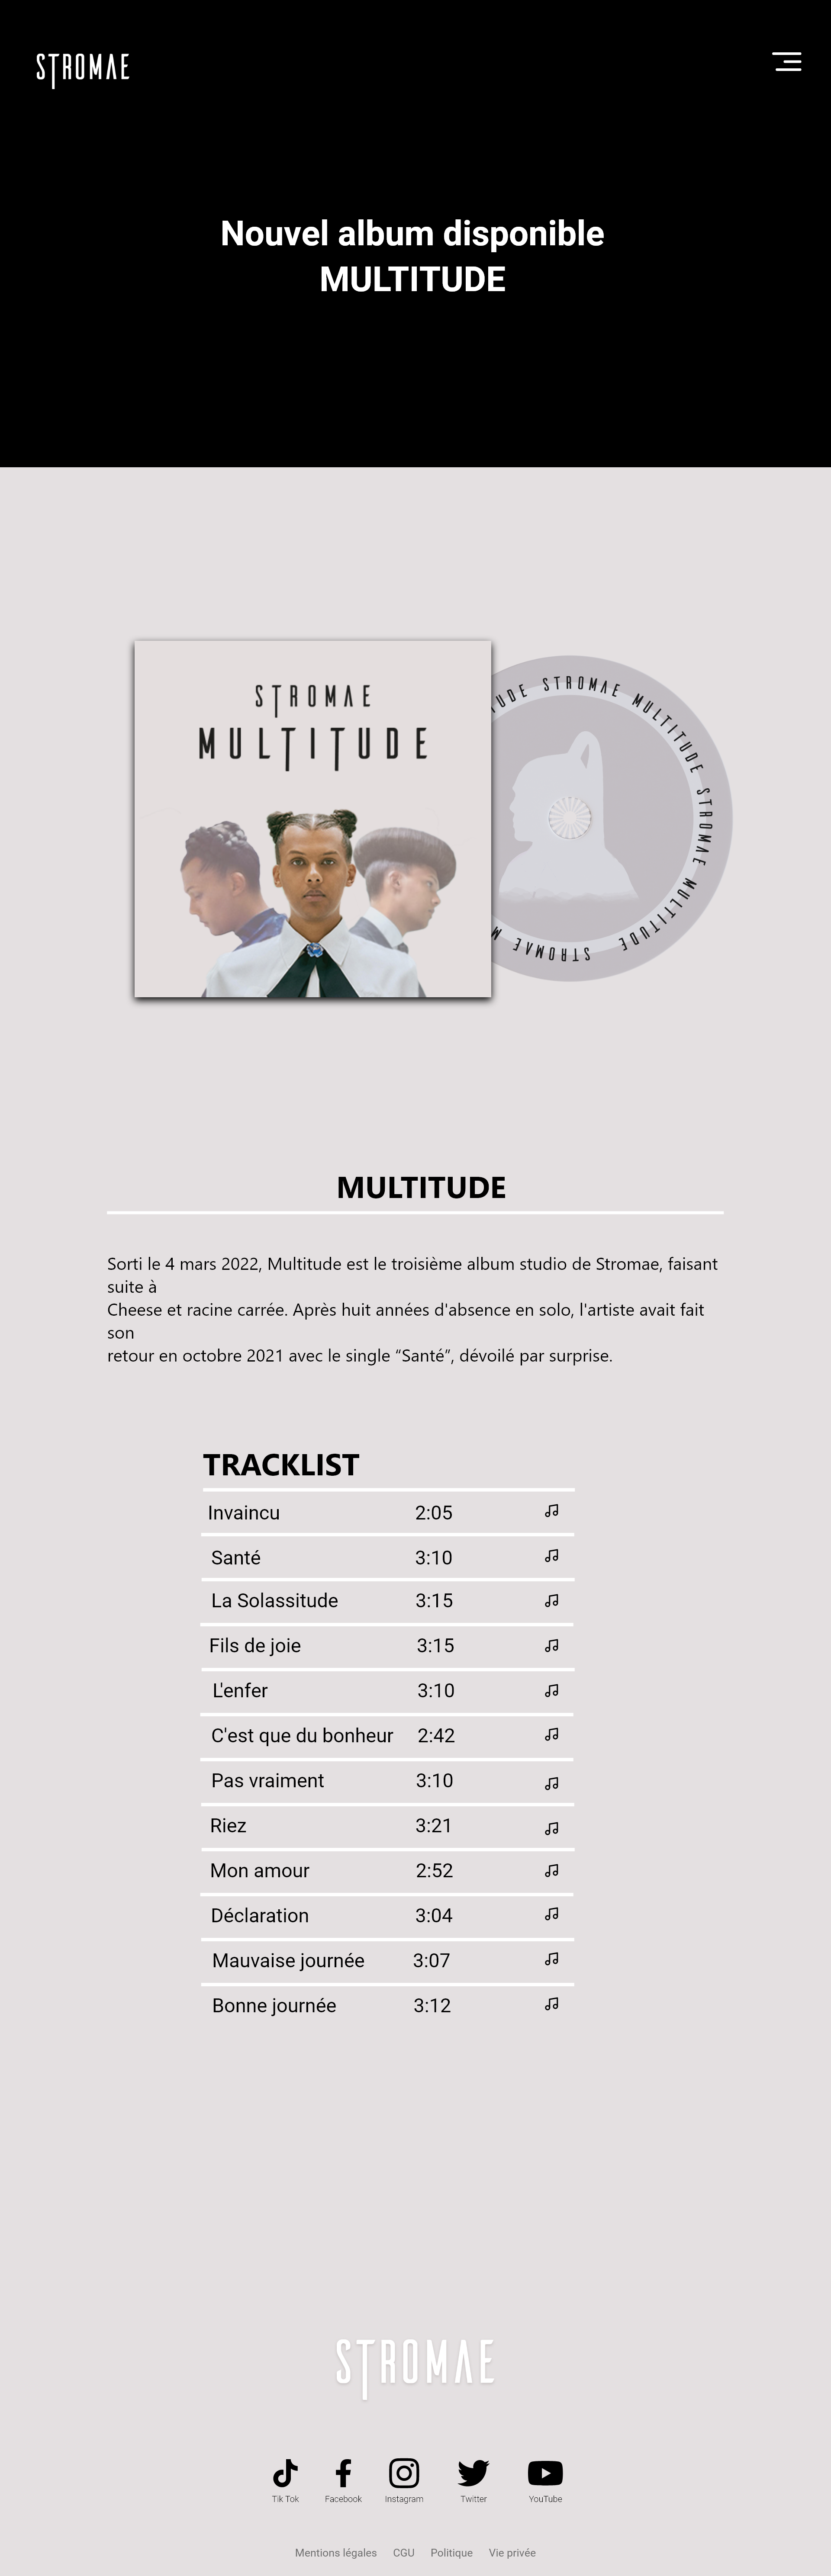 STROMAE
Nouvel album disponible
MULTITUDE
STROMAE
MULTITUDE
TUDE STROMAE MULTITUDE STROMAE MULTITUDE STROMAE M
MULTITUDE
Sorti le 4 mars 2022, Multitude est le troisième album studio de Stromae, faisant
suite à
Cheese et racine carrée. Après huit années d'absence en solo, l'artiste avait fait
son
retour en octobre 2021 avec le single “Santé”, dévoilé par surprise.
TRACKLIST
Invaincu 2:05
Santé 3:10
La Solassitude 3:15
Fils de joie 3:15
L'enfer 3:10
C'est que du bonheur 2:42
Pas vraiment 3:10
Riez 3:21
Mon amour 2:52
Déclaration 3:04
Mauvaise journée 3:07
Bonne journée 3:12
STROMAE
Tik Tok Facebook Instagram Twitter YouTube
Mentions légales CGU Politique Vie privée